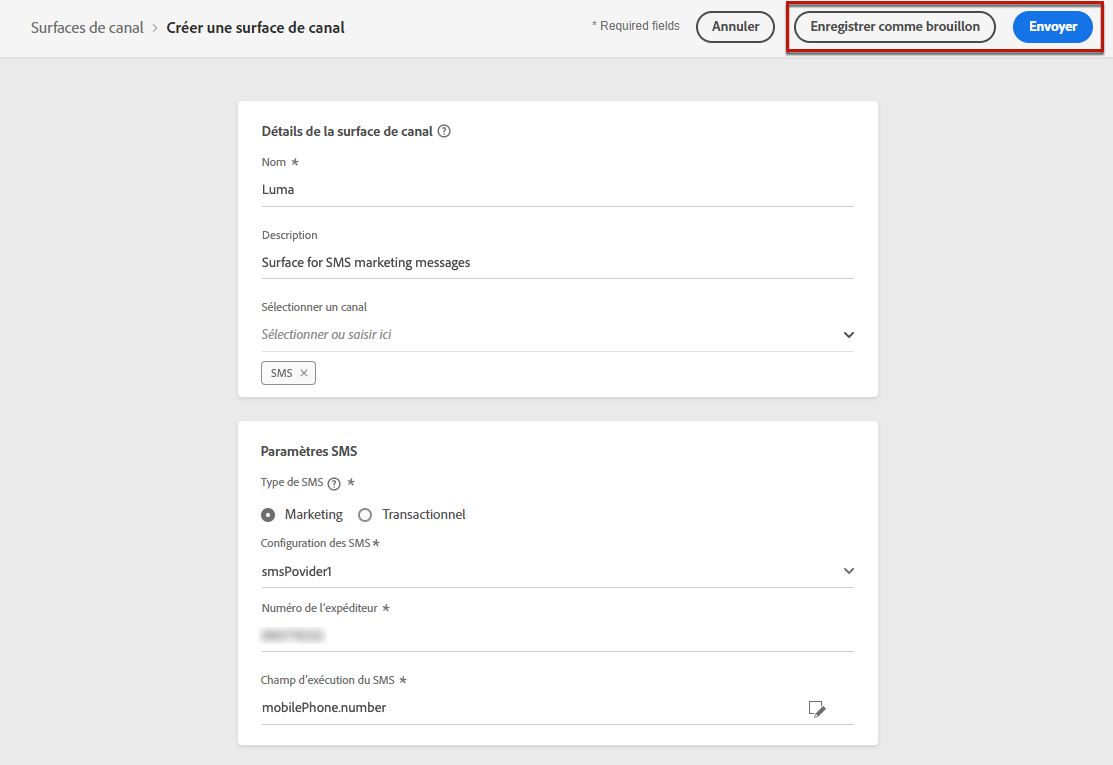 Surfaces de canal > Créer une surface de canal
* Required fields
Annuler
Enregistrer comme brouillon
Envoyer
Détails de la surface de canal ?
Nom *
Luma
Description
Surface for SMS marketing messages
Sélectionner un canal
Sélectionner ou saisir ici
SMS ×
Paramètres SMS
Type de SMS ? *
Marketing Transactionnel
Configuration des SMS *
smsPovider1
Numéro de l'expéditeur *
Champ d'exécution du SMS *
mobilePhone.number